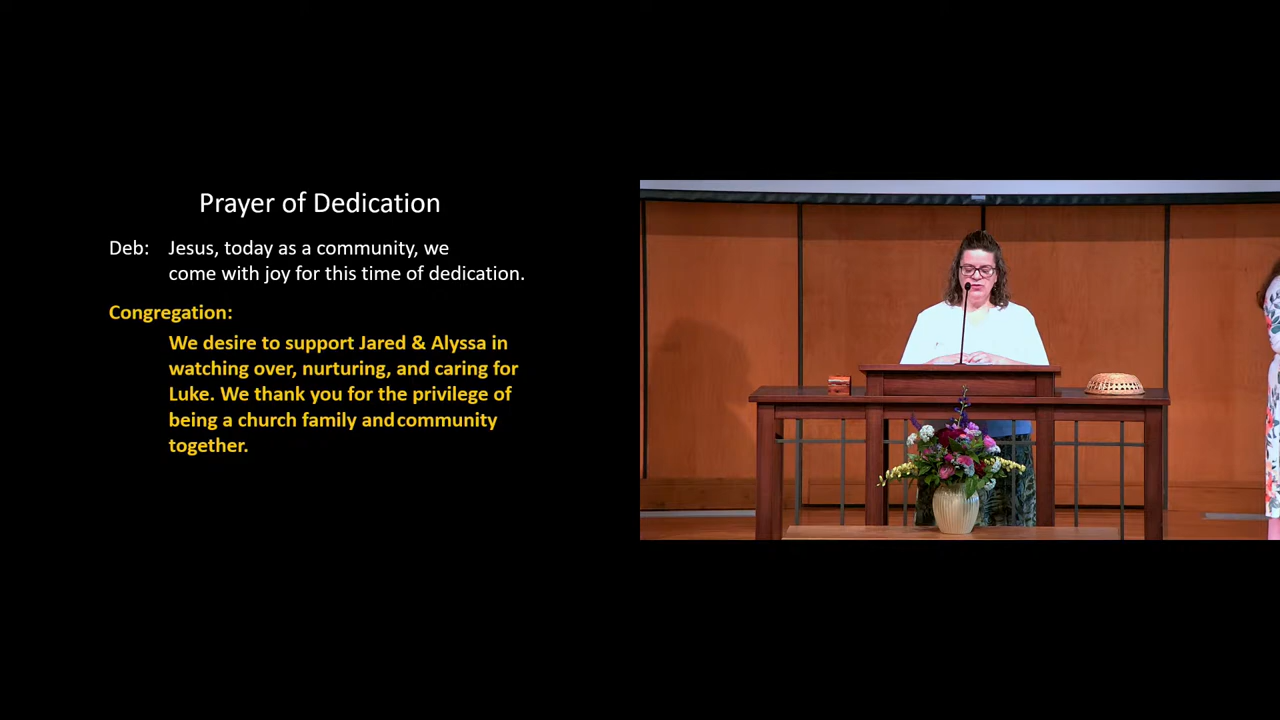 Prayer of Dedication
Deb: Jesus, today as a community, we
come with joy for this time of dedication.
Congregation:
We desire to support Jared & Alyssa in
watching over, nurturing, and caring for
Luke. We thank you for the privilege of
being a church family and community
together.